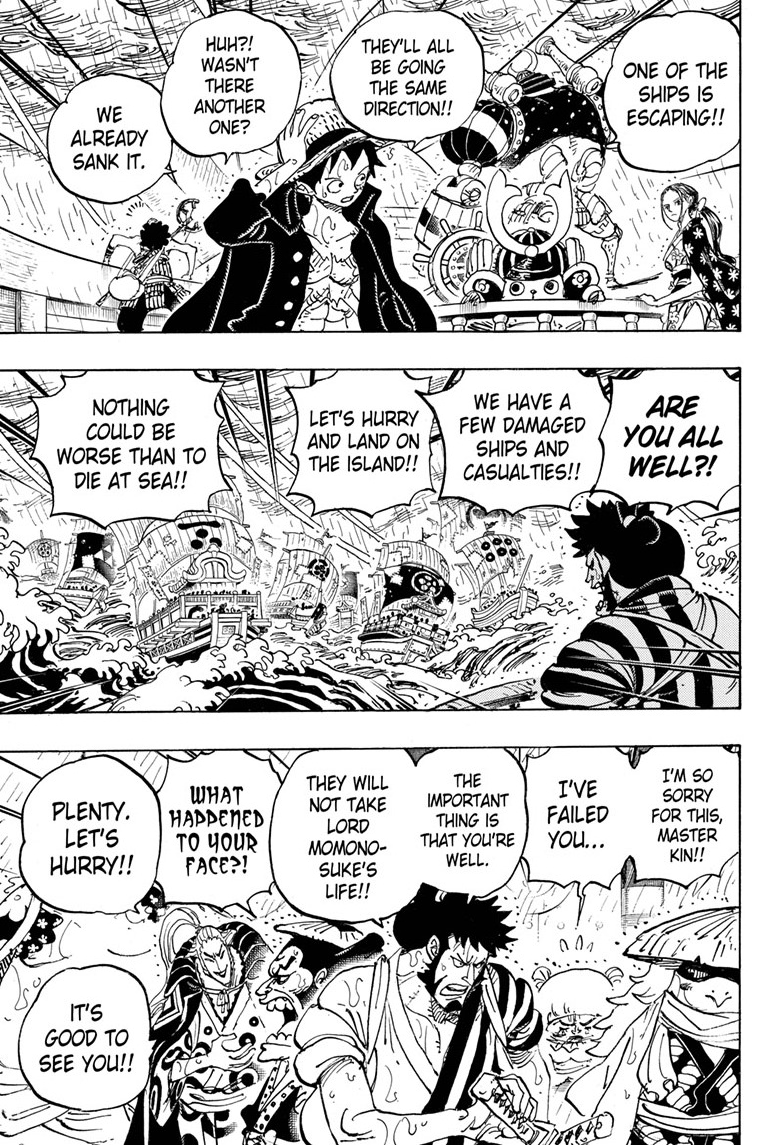 ONE OF THE
SHIPS IS
ESCAPING!!
THEY'LL ALL
BE GOING
THE SAME
DIRECTION!!
HUH?!
WASN'T
THERE
ANOTHER
ONE?
WE
ALREADY
SANK IT.
ARE
YOU ALL
WELL?!
WE HAVE A
FEW DAMAGED
SHIPS AND
CASUALTIES!!
LET'S HURRY
AND LAND ON
THE ISLAND!!
NOTHING
COULD BE
WORSE THAN TO
DIE AT SEA!!
I'M SO
SORRY
FOR THIS,
MASTER
KIN!!
I'VE
FAILED
YOU...
THE
IMPORTANT
THING IS
THAT YOU'RE
WELL.
THEY WILL
NOT TAKE
LORD
MOMONO-
SUKE'S
LIFE!!
WHAT
HAPPENED
TO YOUR
FACE?!
PLENTY.
LET'S
HURRY!!
IT'S
GOOD TO
SEE YOU!!